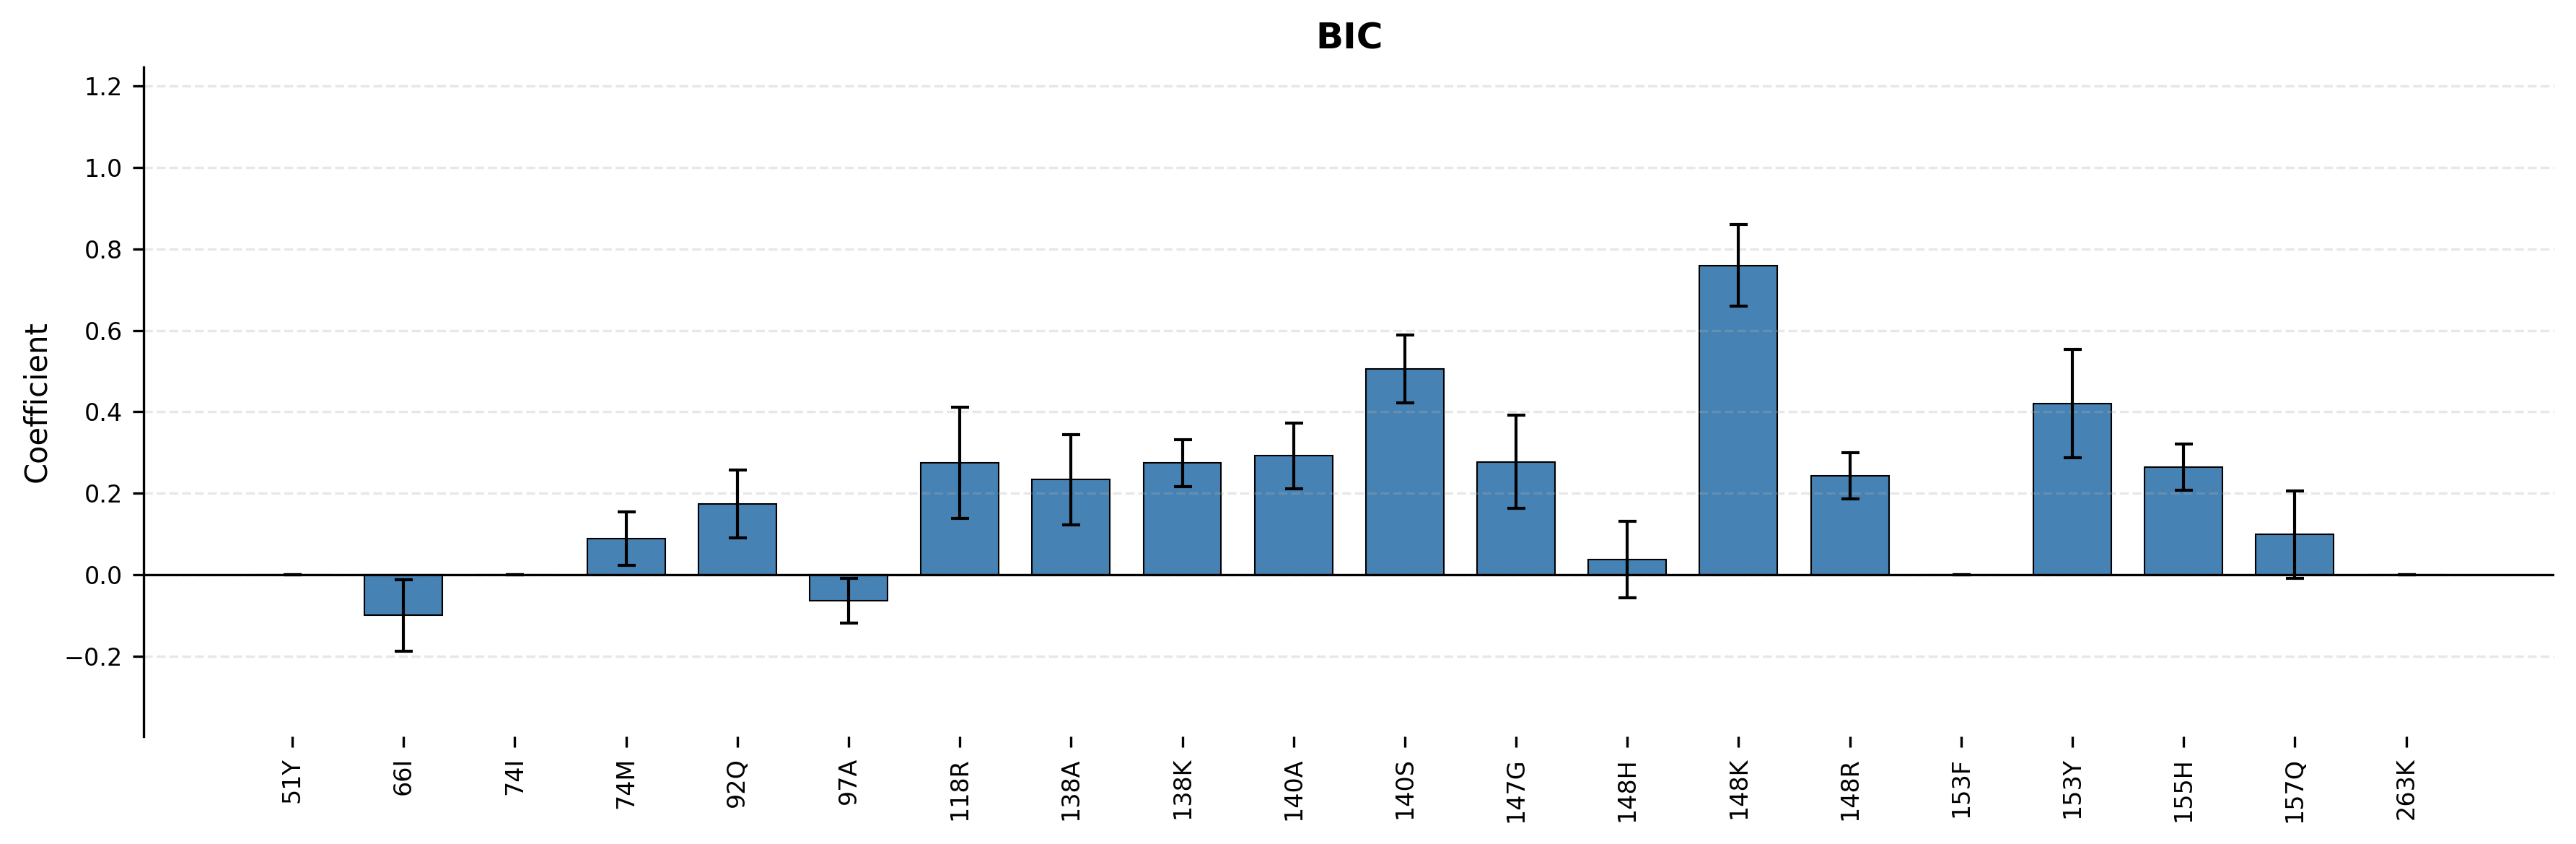 BIC
Coefficient
1.2
1.0
0.8
0.6
0.4
0.2
0.0
−0.2
51Y
66I
74I
74M
92Q
97A
118R
138A
138K
140A
140S
147G
148H
148K
148R
153F
153Y
155H
157Q
263K